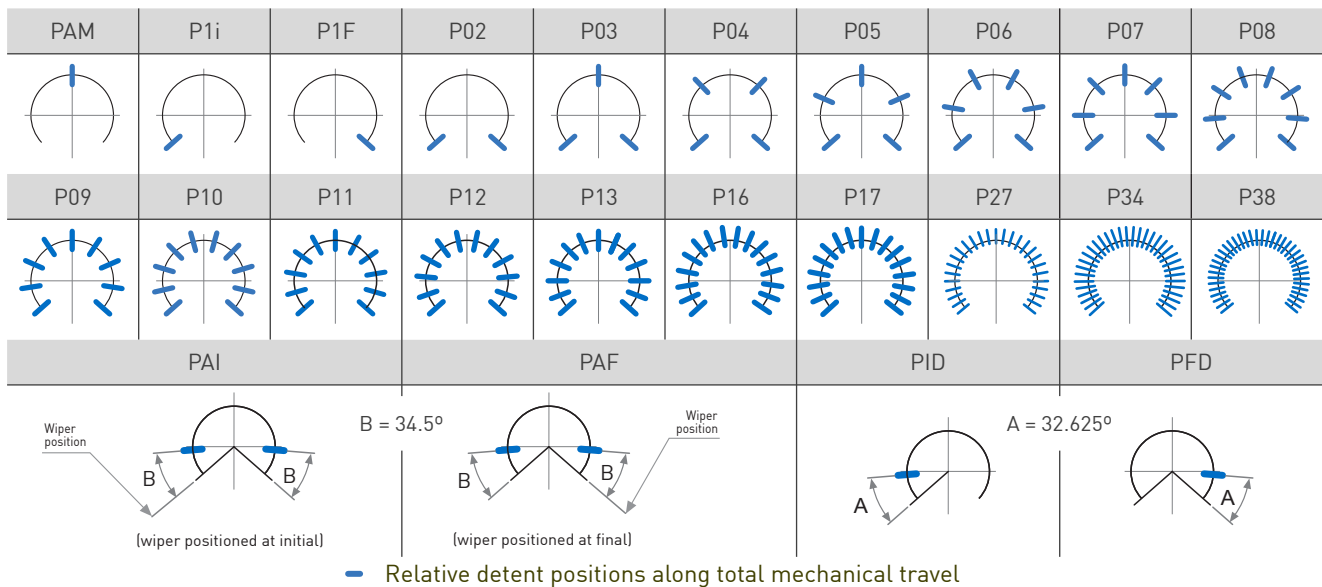 PAM P1i P1F P02 P03 P04 P05 P06 P07 P08
P09 P10 P11 P12 P13 P16 P17 P27 P34 P38
PAI PAF PID PFD
Wiper
position
B = 34.5º
B
B
(wiper positioned at initial)
Wiper
position
B
B
(wiper positioned at final)
A = 32.625º
A
A
Relative detent positions along total mechanical travel